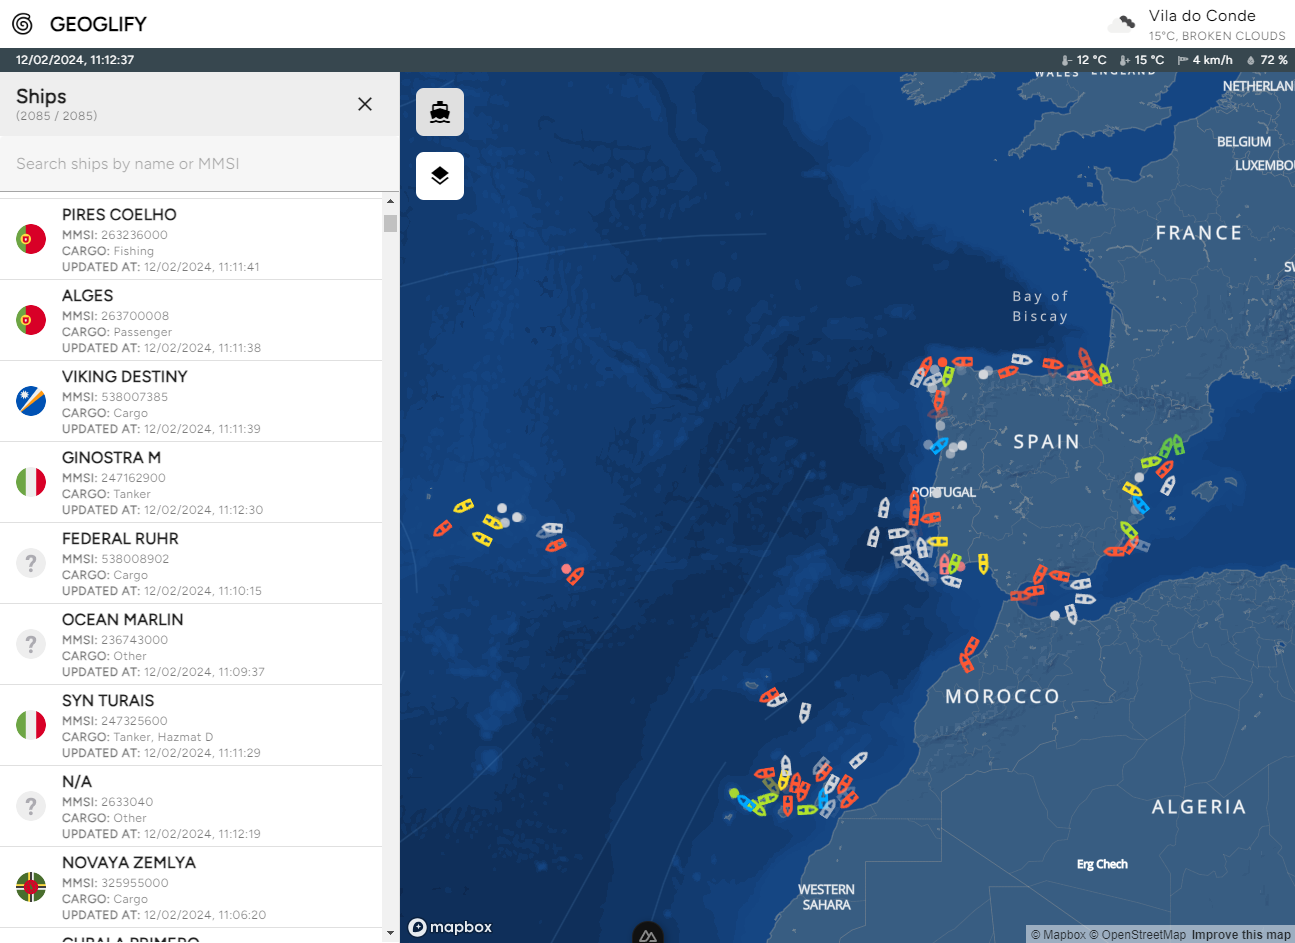 GEOGLIFY
Vila do Conde
15°C, BROKEN CLOUDS
12/02/2024, 11:12:37
12 °C
15 °C
4 km/h
72 %
Ships
(2085 / 2085)
Search ships by name or MMSI
PIRES COELHO
MMSI: 263236000
CARGO: Fishing
UPDATED AT: 12/02/2024, 11:11:41
ALGES
MMSI: 263700008
CARGO: Passenger
UPDATED AT: 12/02/2024, 11:11:38
VIKING DESTINY
MMSI: 538007385
CARGO: Cargo
UPDATED AT: 12/02/2024, 11:11:39
GINOSTRA M
MMSI: 247162900
CARGO: Tanker
UPDATED AT: 12/02/2024, 11:12:30
?
FEDERAL RUHR
MMSI: 538008902
CARGO: Cargo
UPDATED AT: 12/02/2024, 11:10:15
?
OCEAN MARLIN
MMSI: 236743000
CARGO: Other
UPDATED AT: 12/02/2024, 11:09:37
SYN TURAIS
MMSI: 247325600
CARGO: Tanker, Hazmat D
UPDATED AT: 12/02/2024, 11:11:29
?
N/A
MMSI: 2633040
CARGO: Other
UPDATED AT: 12/02/2024, 11:12:19
NOVAYA ZEMLYA
MMSI: 325955000
CARGO: Cargo
UPDATED AT: 12/02/2024, 11:06:20
WALES
ENGLAND
NETHERLAN
BELGIUM
LUXEMBO
FRANCE
SW
Bay of
Biscay
SPAIN
PORTUGAL
MOROCCO
ALGERIA
Erg Chech
WESTERN
SAHARA
mapbox
© Mapbox © OpenStreetMap Improve this map